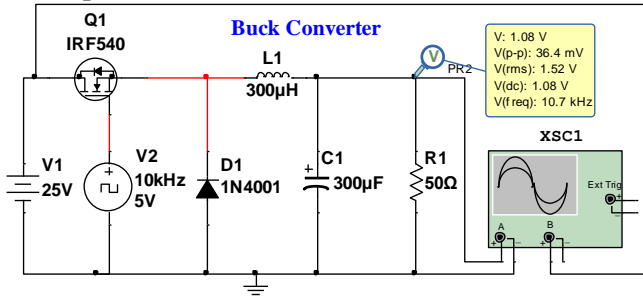 Q1
IRF540
Buck Converter
L1
300μH
PR2
V: 1.08 V
V(p-p): 36.4 mV
V(rms): 1.52 V
V(dc): 1.08 V
V(freq): 10.7 kHz
V
XSC1
Ext Trig
V1
25V
V2
10kHz
5V
D1
1N4001
C1
300μF
R1
50Ω
A
B